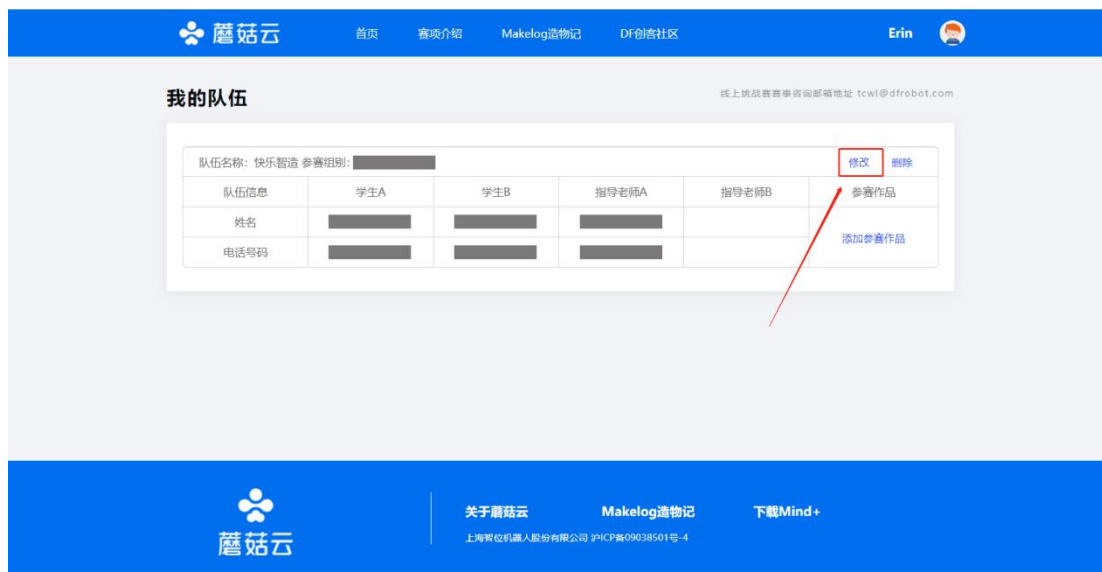 蘑菇云 首页 赛项介绍 Makelog造物记 DF创客社区 Erin
我的队伍 线上挑战赛赛事咨询邮箱地址 tcwl@dfrobot.com
队伍名称：快乐智造 参赛组别： 修改 删除
队伍信息 学生A 学生B 指导老师A 指导老师B 参赛作品
姓名
添加参赛作品
电话号码
蘑菇云
关于蘑菇云 Makelog造物记 下载Mind+
上海智位机器人股份有限公司 沪ICP备09038501号-4